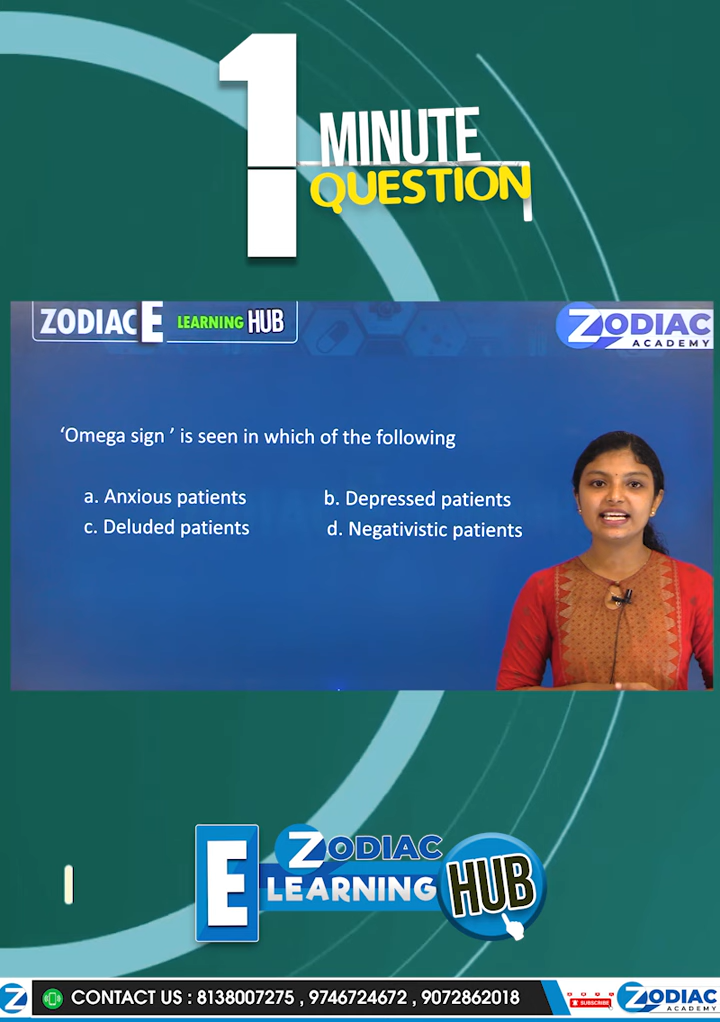 1
MINUTE
QUESTION
ZODIAC E LEARNING HUB
ZODIAC
ACADEMY
‘Omega sign ’ is seen in which of the following
a. Anxious patients
b. Depressed patients
c. Deluded patients
d. Negativistic patients
ZODIAC
E LEARNING HUB
Z
CONTACT US : 8138007275 , 9746724672 , 9072862018
SUBSCRIBE
ZODIAC
ACADEMY